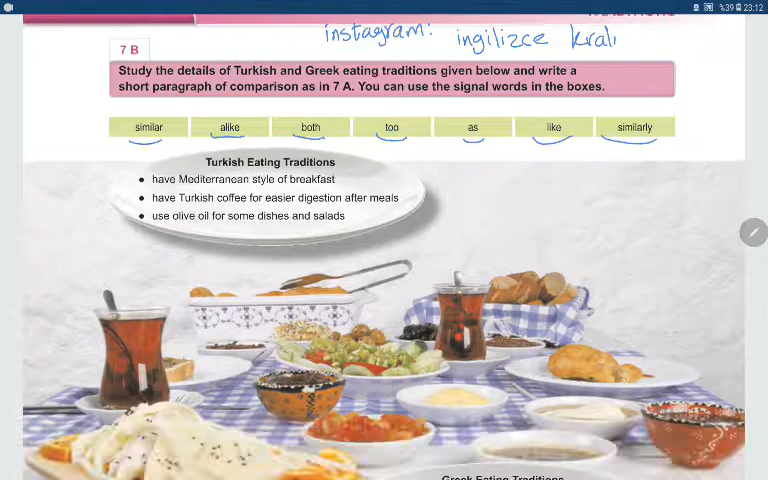 %39 23:12
instagram: ingilizce kralı
7 B
Study the details of Turkish and Greek eating traditions given below and write a
short paragraph of comparison as in 7 A. You can use the signal words in the boxes.
similar alike both too as like similarly
Turkish Eating Traditions
• have Mediterranean style of breakfast
• have Turkish coffee for easier digestion after meals
• use olive oil for some dishes and salads
Greek Eating Traditions